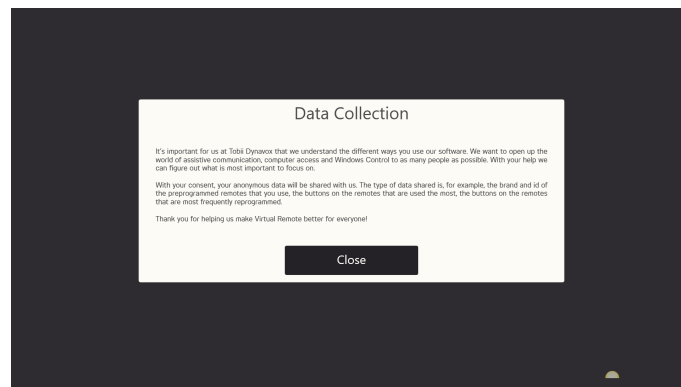 Data Collection
It's important for us at Tobii Dynavox that we understand the different ways you use our software. We want to open up the
world of assistive communication, computer access and Windows Control to as many people as possible. With your help we
can figure out what is most important to focus on.
With your consent, your anonymous data will be shared with us. The type of data shared is, for example, the brand and id of
the preprogrammed remotes that you use, the buttons on the remotes that are used the most, the buttons on the remotes
that are most frequently reprogrammed.
Thank you for helping us make Virtual Remote better for everyone!
Close